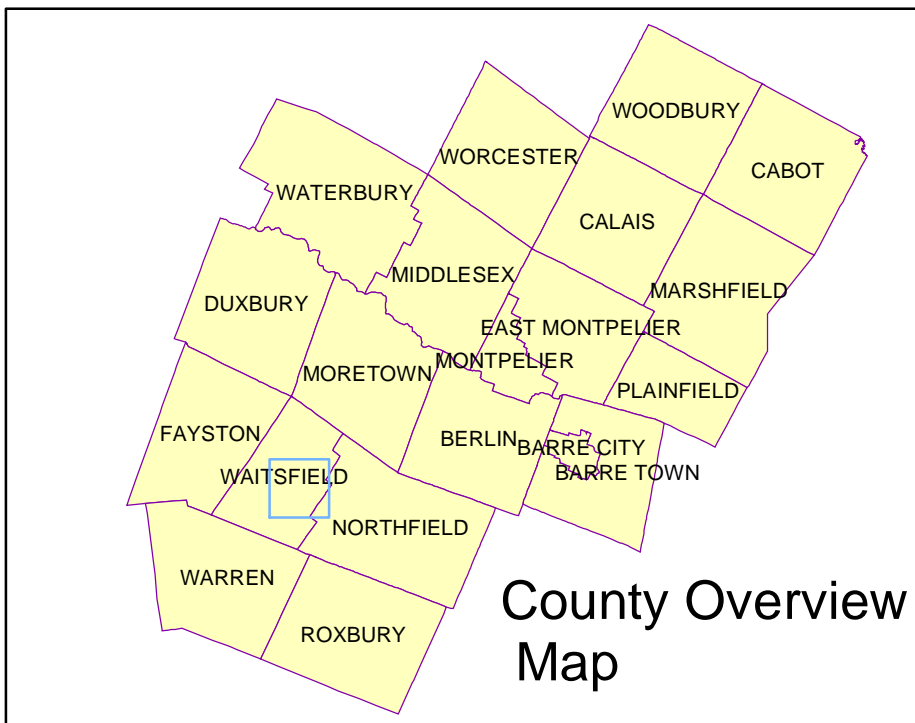 WOODBURY
WORCESTER
CABOT
WATERBURY
CALAIS
MIDDLESEX
MARSHFIELD
DUXBURY
EAST MONTPELIER
MONTPELIER
MORETOWN
PLAINFIELD
FAYSTON
BERLIN
BARRE CITY
BARRE TOWN
WAITSFIELD
NORTHFIELD
WARREN
ROXBURY
County Overview
Map